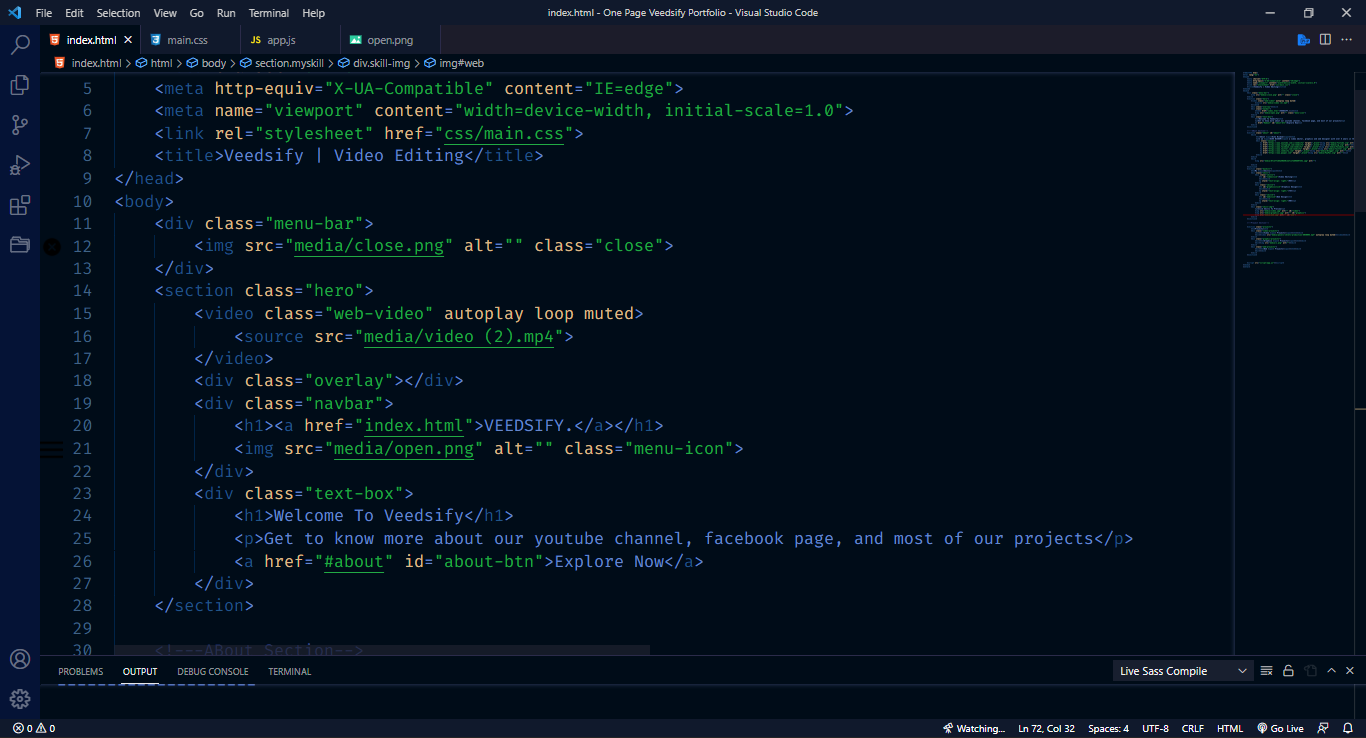 File Edit Selection View Go Run Terminal Help index.html - One Page Veedsify Portfolio - Visual Studio Code
index.html main.css JS app.js open.png
index.html > html > body > section.myskill > div.skill-img > img#web
5 <meta http-equiv="X-UA-Compatible" content="IE=edge">
6 <meta name="viewport" content="width=device-width, initial-scale=1.0">
7 <link rel="stylesheet" href="css/main.css">
8 <title>Veedsify | Video Editing</title>
9 </head>
10 <body>
11 <div class="menu-bar">
12 <img src="media/close.png" alt="" class="close">
13 </div>
14 <section class="hero">
15 <video class="web-video" autoplay loop muted>
16 <source src="media/video (2).mp4">
17 </video>
18 <div class="overlay"></div>
19 <div class="navbar">
20 <h1><a href="index.html">VEEDSIFY.</a></h1>
21 <img src="media/open.png" alt="" class="menu-icon">
22 </div>
23 <div class="text-box">
24 <h1>Welcome To Veedsify</h1>
25 <p>Get to know more about our youtube channel, facebook page, and most of our projects</p>
26 <a href="#about" id="about-btn">Explore Now</a>
27 </div>
28 </section>
29
30 <!---ABout Section-->
PROBLEMS OUTPUT DEBUG CONSOLE TERMINAL Live Sass Compile
0 0 Watching... Ln 72, Col 32 Spaces: 4 UTF-8 CRLF HTML Go Live